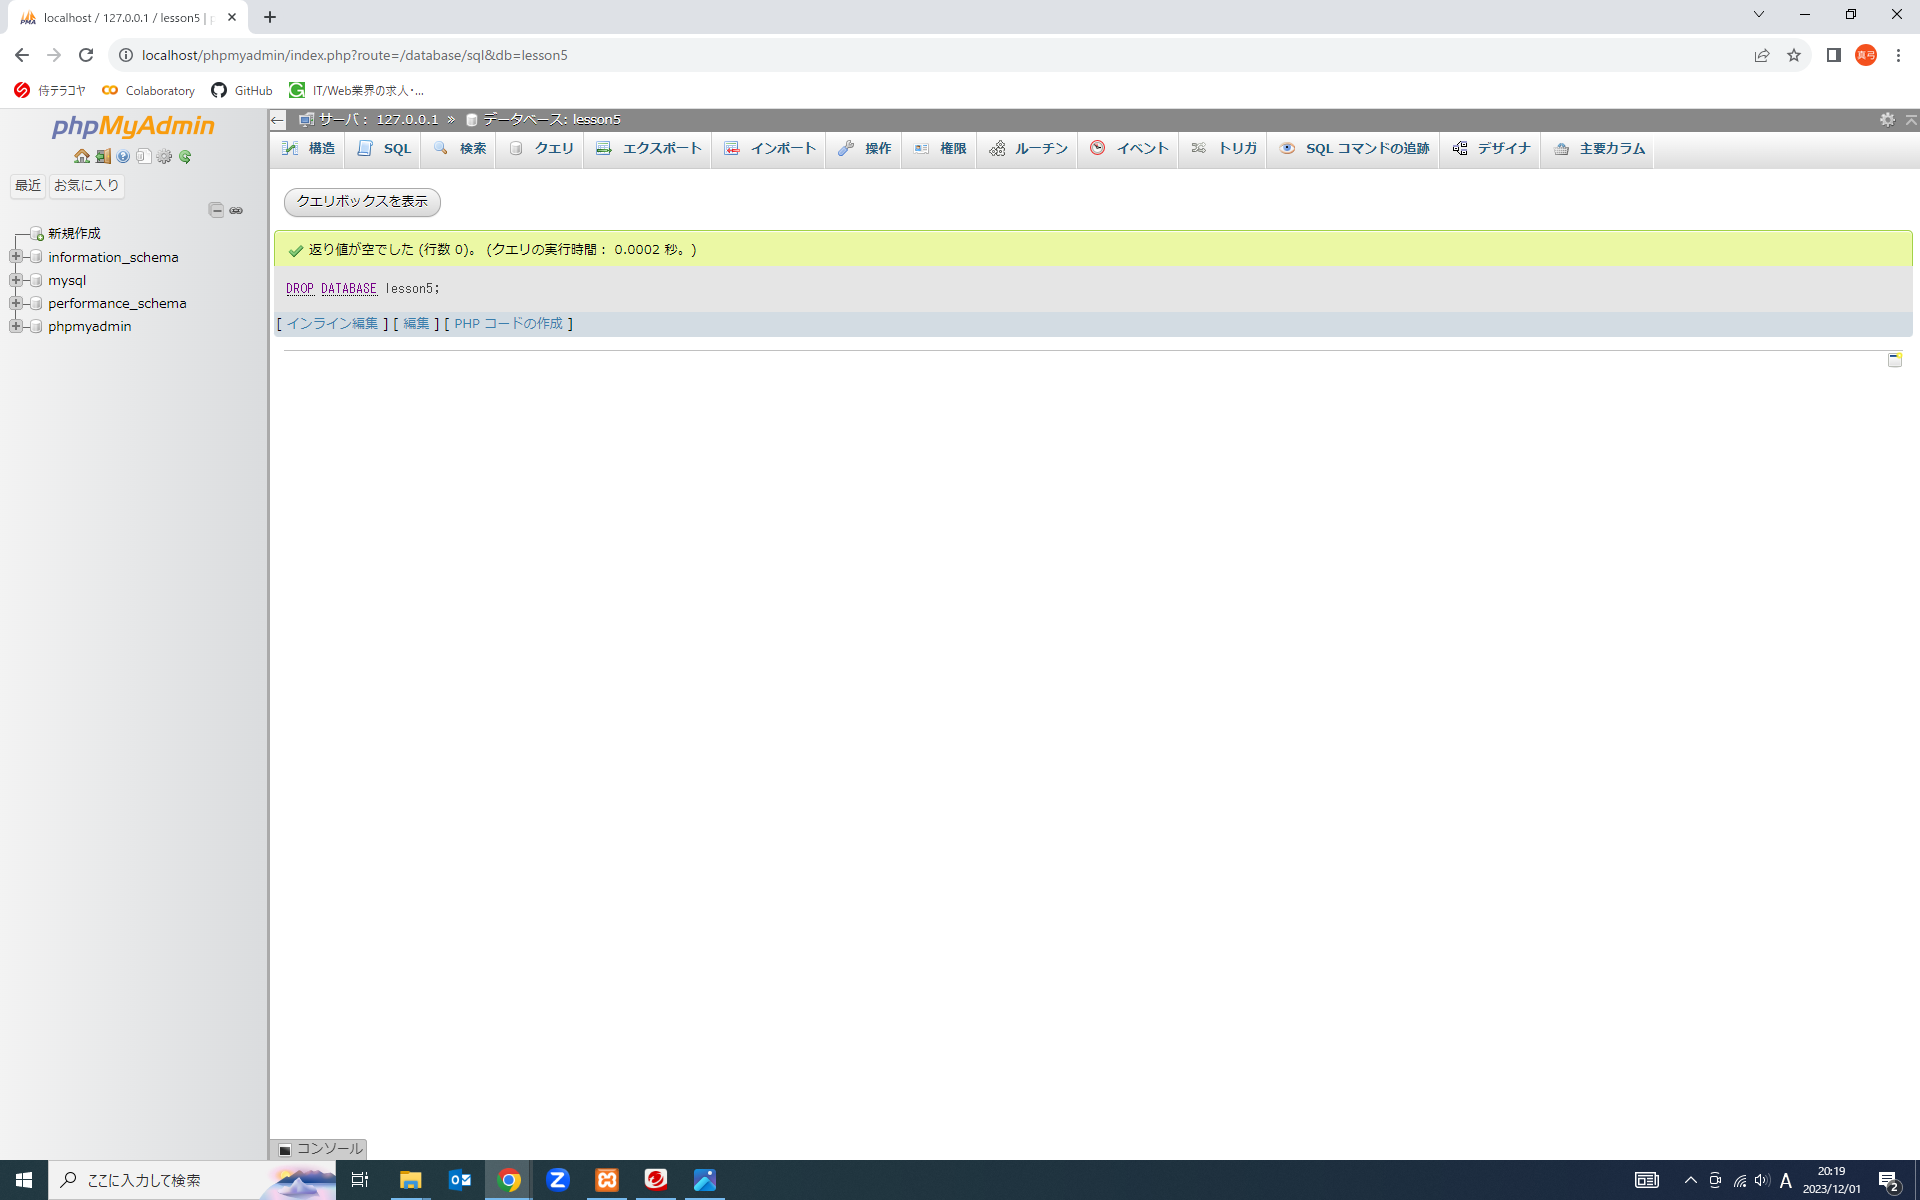 localhost / 127.0.0.1 / lesson5 |
localhost/phpmyadmin/index.php?route=/database/sql&db=lesson5
真弓
侍テラコヤ Colaboratory GitHub IT/Web業界の求人・...
phpMyAdmin
最近 お気に入り
新規作成
information_schema
mysql
performance_schema
phpmyadmin
サーバ： 127.0.0.1 » データベース: lesson5
構造 SQL 検索 クエリ エクスポート インポート 操作 権限 ルーチン イベント トリガ SQL コマンドの追跡 デザイナ 主要カラム
クエリボックスを表示
返り値が空でした (行数 0)。 (クエリの実行時間： 0.0002 秒。)
DROP DATABASE lesson5;
[ インライン編集 ] [ 編集 ] [ PHP コードの作成 ]
コンソール
ここに入力して検索
A
20:19
2023/12/01
2